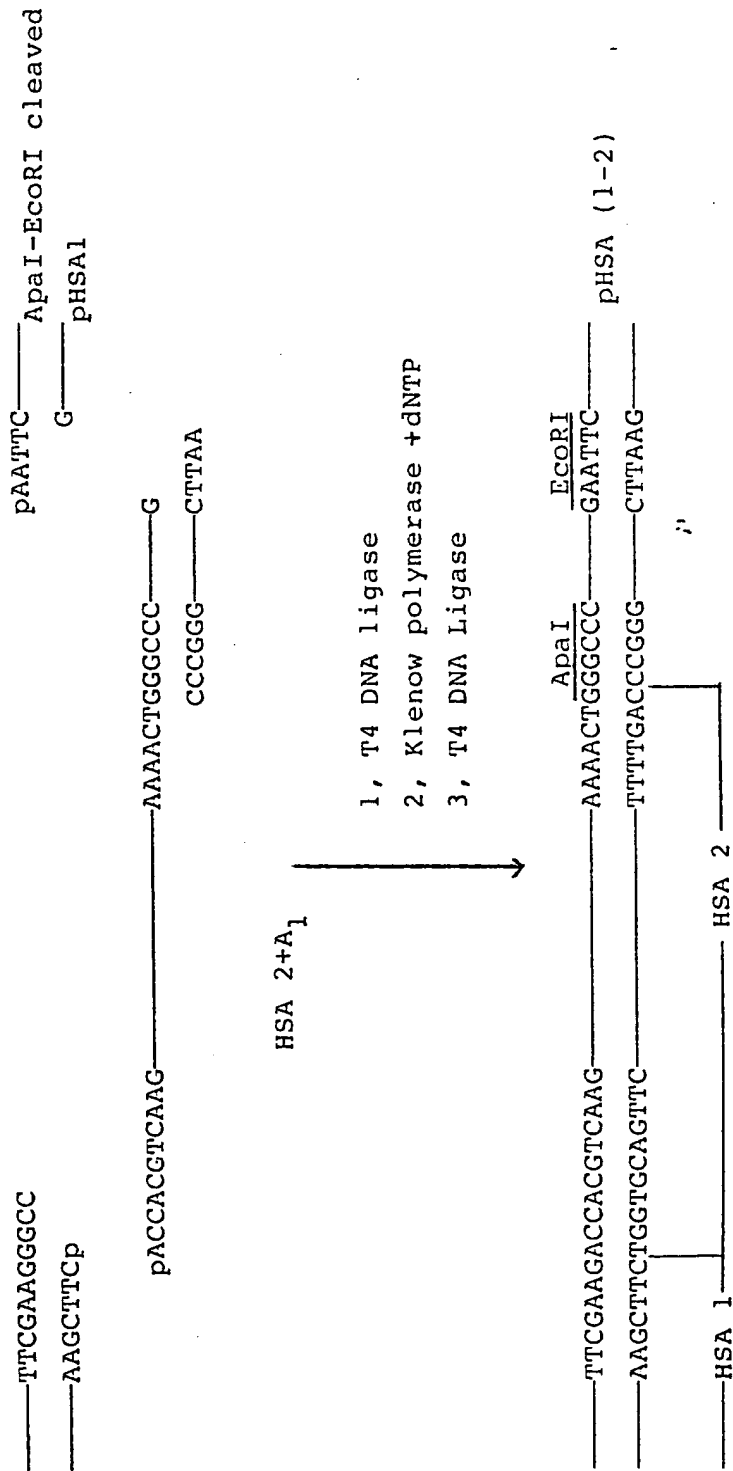 TTCGAAGGGCC pAATTC
ApaI-EcoRI cleaved
AAGCTTCp G
pHSA1
pACCACGTCAAG AAAACTGGGCCC G
CCCGGG CTTAA
HSA 2+A1
1, T4 DNA ligase
2, Klenow polymerase +dNTP
3, T4 DNA Ligase
ApaI EcoRI
TTCGAAGACCACGTCAAG AAAACTGGGCCC GAATTC
pHSA (1-2)
AAGCTTCTGGTGCAGTTC TTTTGACCCGGG CTTAAG
HSA 1 HSA 2